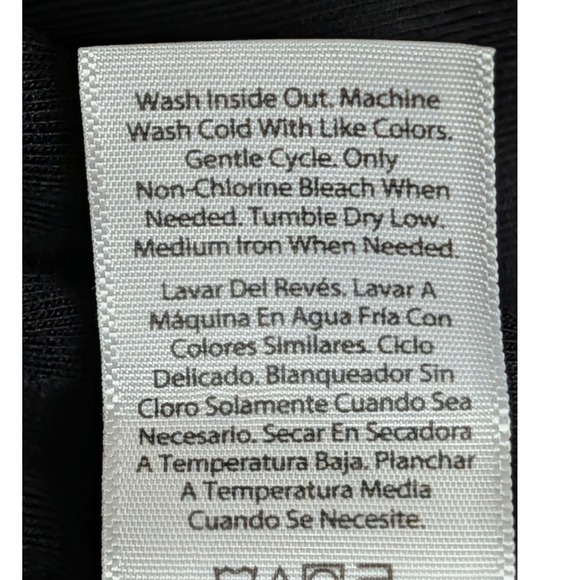 Wash Inside Out. Machine
Wash Cold With Like Colors.
Gentle Cycle. Only
Non-Chlorine Bleach When
Needed. Tumble Dry Low.
Medium Iron When Needed.
Lavar Del Revés. Lavar A
Máquina En Agua Fría Con
Colores Similares. Ciclo
Delicado. Blanqueador Sin
Cloro Solamente Cuando Sea
Necesario. Secar En Secadora
A Temperatura Baja. Planchar
A Temperatura Media
Cuando Se Necesite.